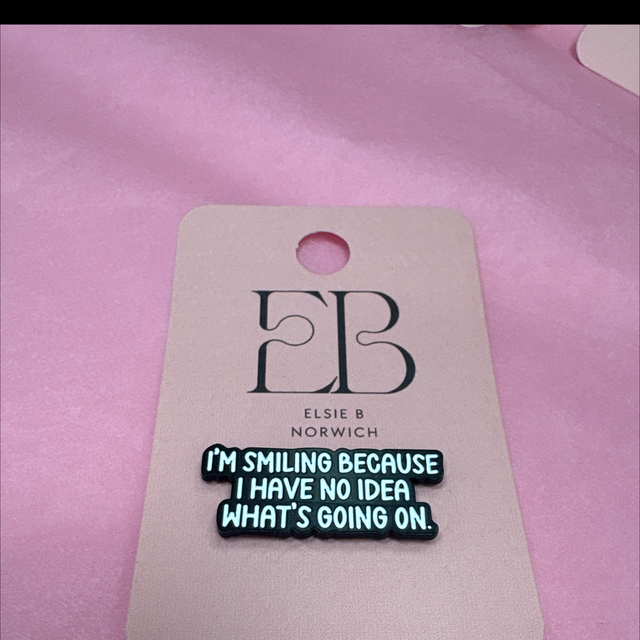 EB
ELSIE B
NORWICH
I'M SMILING BECAUSE
I HAVE NO IDEA
WHAT'S GOING ON.